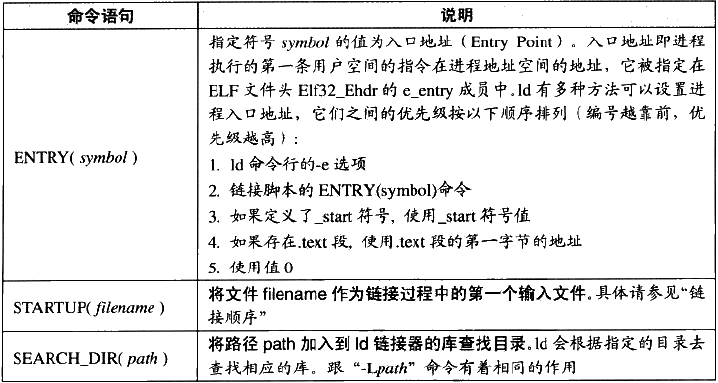 命令语句
说明
ENTRY( symbol )
指定符号 symbol 的值为入口地址（Entry Point）。入口地址即进程
执行的第一条用户空间的指令在进程地址空间的地址，它被指定在
ELF 文件头 Elf32_Ehdr 的 e_entry 成员中。ld 有多种方法可以设置进
程入口地址，它们之间的优先级按以下顺序排列（编号越靠前，优
先级越高）：
1. ld 命令行的-e 选项
2. 链接脚本的 ENTRY(symbol)命令
3. 如果定义了_start 符号，使用_start 符号值
4. 如果存在.text 段，使用.text 段的第一字节的地址
5. 使用值 0
STARTUP( filename )
将文件 filename 作为链接过程中的第一个输入文件。具体请参见“链
接顺序”
SEARCH_DIR( path )
将路径 path 加入到 ld 链接器的库查找目录。ld 会根据指定的目录去
查找相应的库。跟“-Lpath”命令有着相同的作用